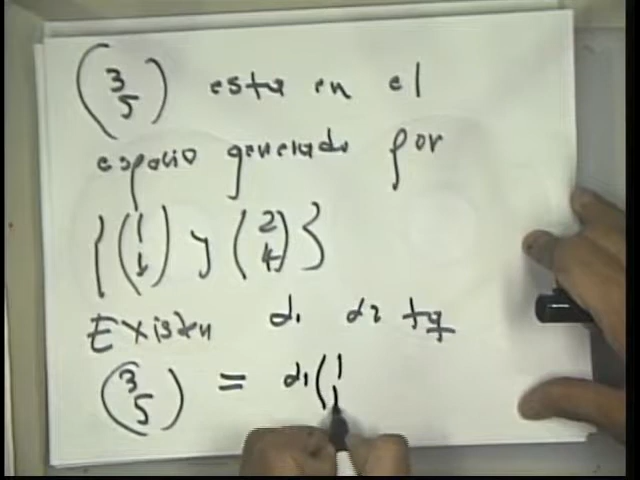 (3 5) esta en el
espacio generado por
{(1 1) y (2 4)}
Existen α1 α2 tq
(3 5) = α1(1 1